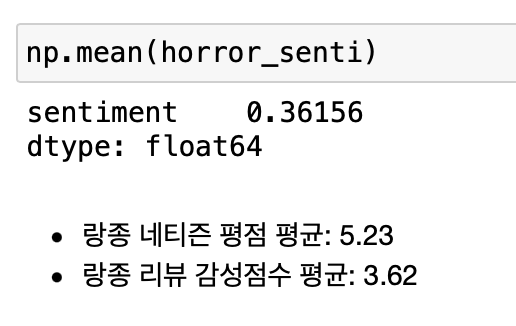 np.mean(horror_senti)
sentiment    0.36156
dtype: float64
• 랑종 네티즌 평점 평균: 5.23
• 랑종 리뷰 감성점수 평균: 3.62